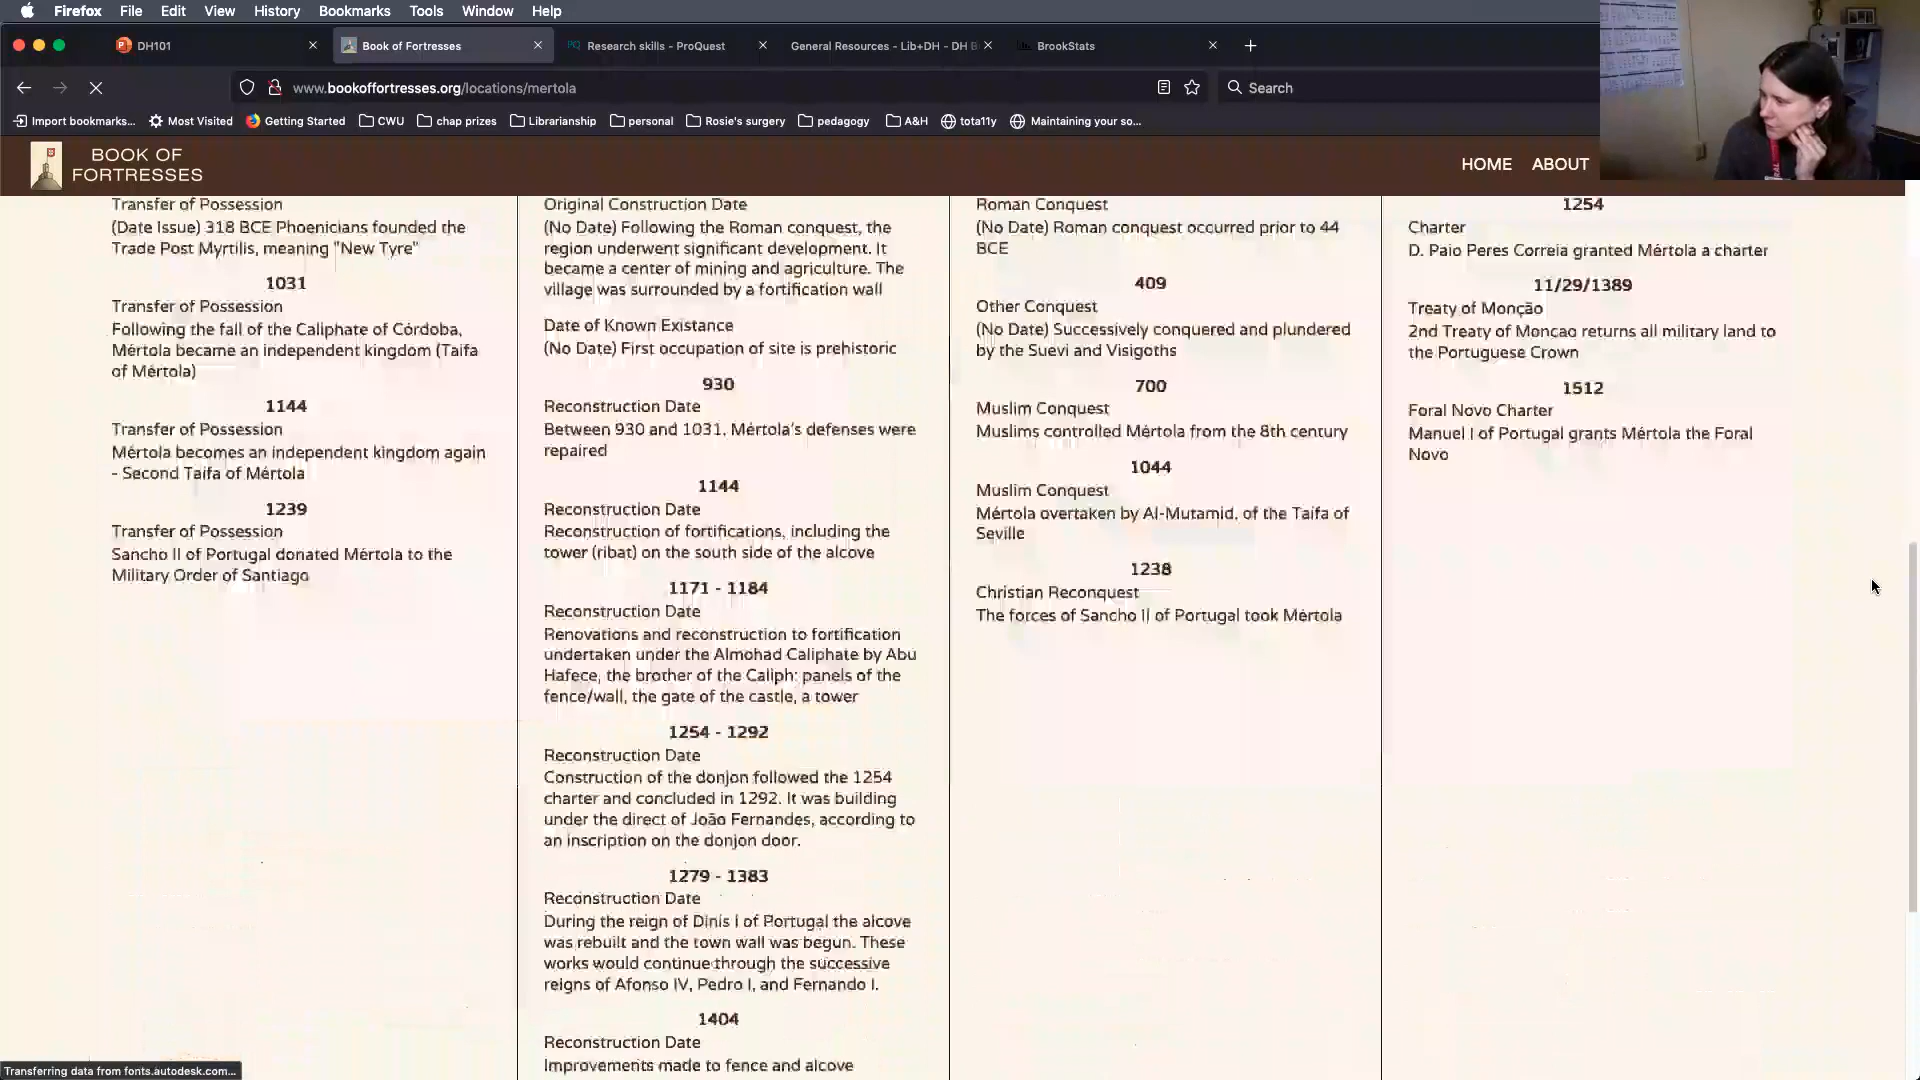 Firefox File Edit View History Bookmarks Tools Window Help
DH101
Book of Fortresses
Research skills - ProQuest
General Resources - Lib+DH - DH
BrookStats
www.bookoffortresses.org/locations/mertola
Search
Import bookmarks... Most Visited Getting Started CWU chap prizes Librarianship personal Rosie's surgery pedagogy A&H tota11y Maintaining your so...
BOOK OF
FORTRESSES
HOME ABOUT
Transfer of Possession
(Date Issue) 318 BCE Phoenicians founded the
Trade Post Myrtilis, meaning "New Tyre"
1031
Transfer of Possession
Following the fall of the Caliphate of Córdoba,
Mértola became an independent kingdom (Taifa
of Mértola)
1144
Transfer of Possession
Mértola becomes an independent kingdom again
- Second Taifa of Mértola
1239
Transfer of Possession
Sancho II of Portugal donated Mértola to the
Military Order of Santiago
Original Construction Date
(No Date) Following the Roman conquest, the
region underwent significant development. It
became a center of mining and agriculture. The
village was surrounded by a fortification wall
Date of Known Existance
(No Date) First occupation of site is prehistoric
930
Reconstruction Date
Between 930 and 1031, Mértola's defenses were
repaired
1144
Reconstruction Date
Reconstruction of fortifications, including the
tower (ribat) on the south side of the alcove
1171 - 1184
Reconstruction Date
Renovations and reconstruction to fortification
undertaken under the Almohad Caliphate by Abu
Hafece, the brother of the Caliph: panels of the
fence/wall, the gate of the castle, a tower
1254 - 1292
Reconstruction Date
Construction of the donjon followed the 1254
charter and concluded in 1292. It was building
under the direct of João Fernandes, according to
an inscription on the donjon door.
1279 - 1383
Reconstruction Date
During the reign of Dinis I of Portugal the alcove
was rebuilt and the town wall was begun. These
works would continue through the successive
reigns of Afonso IV, Pedro I, and Fernando I.
1404
Reconstruction Date
Improvements made to fence and alcove
Roman Conquest
(No Date) Roman conquest occurred prior to 44
BCE
409
Other Conquest
(No Date) Successively conquered and plundered
by the Suevi and Visigoths
700
Muslim Conquest
Muslims controlled Mértola from the 8th century
1044
Muslim Conquest
Mértola overtaken by Al-Mutamid, of the Taifa of
Seville
1238
Christian Reconquest
The forces of Sancho II of Portugal took Mértola
1254
Charter
D. Paio Peres Correia granted Mértola a charter
11/29/1389
Treaty of Monção
2nd Treaty of Monçao returns all military land to
the Portuguese Crown
1512
Foral Novo Charter
Manuel I of Portugal grants Mértola the Foral
Novo
Transferring data from fonts.autodesk.com...